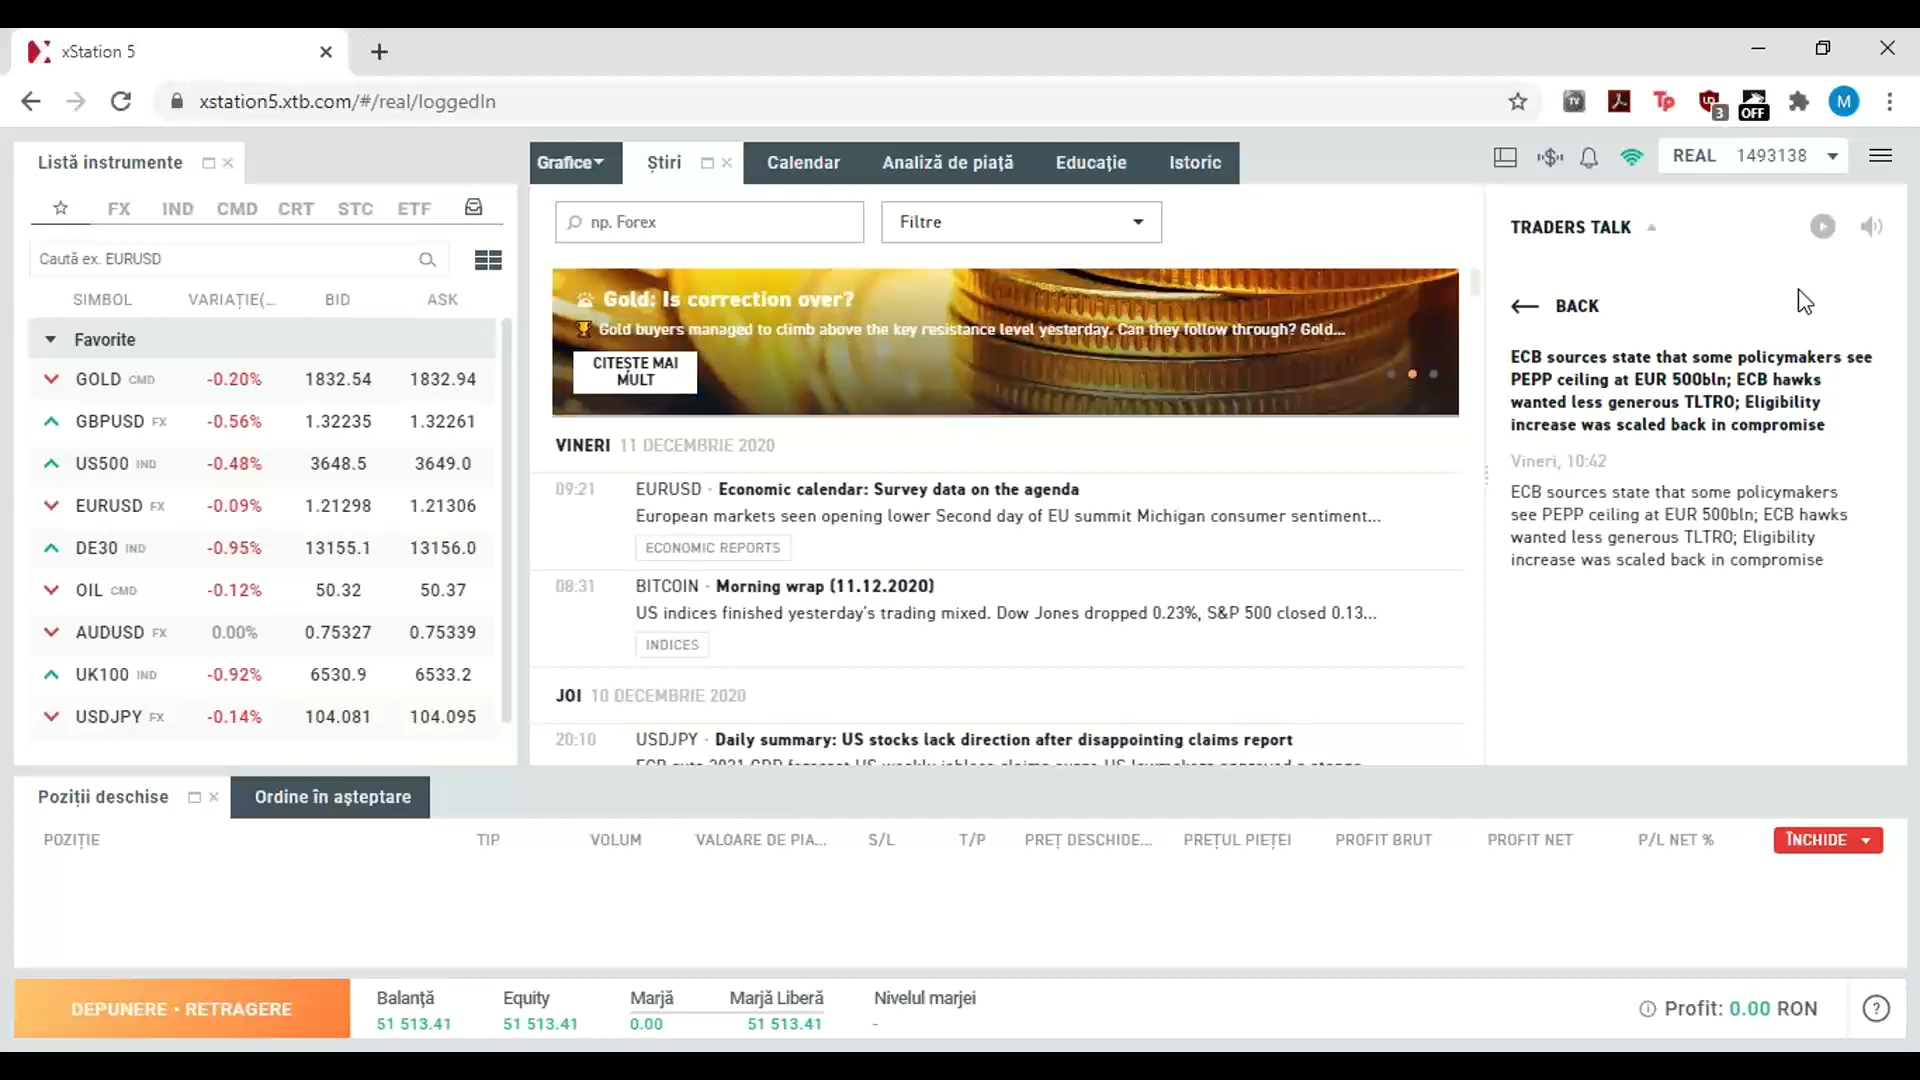 xStation 5
xstation5.xtb.com/#/real/loggedIn
3
OFF
M
Listă instrumente
Grafice
Știri
Calendar
Analiză de piață
Educație
Istoric
REAL 1493138
FX IND CMD CRT STC ETF
Caută ex. EURUSD
SIMBOL VARIAȚIE(... BID ASK
Favorite
GOLD CMD -0.20% 1832.54 1832.94
GBPUSD FX -0.56% 1.32235 1.32261
US500 IND -0.48% 3648.5 3649.0
EURUSD FX -0.09% 1.21298 1.21306
DE30 IND -0.95% 13155.1 13156.0
OIL CMD -0.12% 50.32 50.37
AUDUSD FX 0.00% 0.75327 0.75339
UK100 IND -0.92% 6530.9 6533.2
USDJPY FX -0.14% 104.081 104.095
np. Forex
Filtre
Gold: Is correction over?
Gold buyers managed to climb above the key resistance level yesterday. Can they follow through? Gold...
CITEȘTE MAI
MULT
VINERI 11 DECEMBRIE 2020
09:21 EURUSD · Economic calendar: Survey data on the agenda
European markets seen opening lower Second day of EU summit Michigan consumer sentiment...
ECONOMIC REPORTS
08:31 BITCOIN · Morning wrap (11.12.2020)
US indices finished yesterday's trading mixed. Dow Jones dropped 0.23%, S&P 500 closed 0.13...
INDICES
JOI 10 DECEMBRIE 2020
20:10 USDJPY · Daily summary: US stocks lack direction after disappointing claims report
TRADERS TALK
BACK
ECB sources state that some policymakers see
PEPP ceiling at EUR 500bln; ECB hawks
wanted less generous TLTRO; Eligibility
increase was scaled back in compromise
Vineri, 10:42
ECB sources state that some policymakers
see PEPP ceiling at EUR 500bln; ECB hawks
wanted less generous TLTRO; Eligibility
increase was scaled back in compromise
Poziții deschise
Ordine în așteptare
POZIȚIE TIP VOLUM VALOARE DE PIA... S/L T/P PREȚ DESCHIDE... PREȚUL PIEȚEI PROFIT BRUT PROFIT NET P/L NET % ÎNCHIDE
DEPUNERE • RETRAGERE
Balanță Equity Marjă Marjă Liberă Nivelul marjei
51 513.41 51 513.41 0.00 51 513.41 -
Profit: 0.00 RON